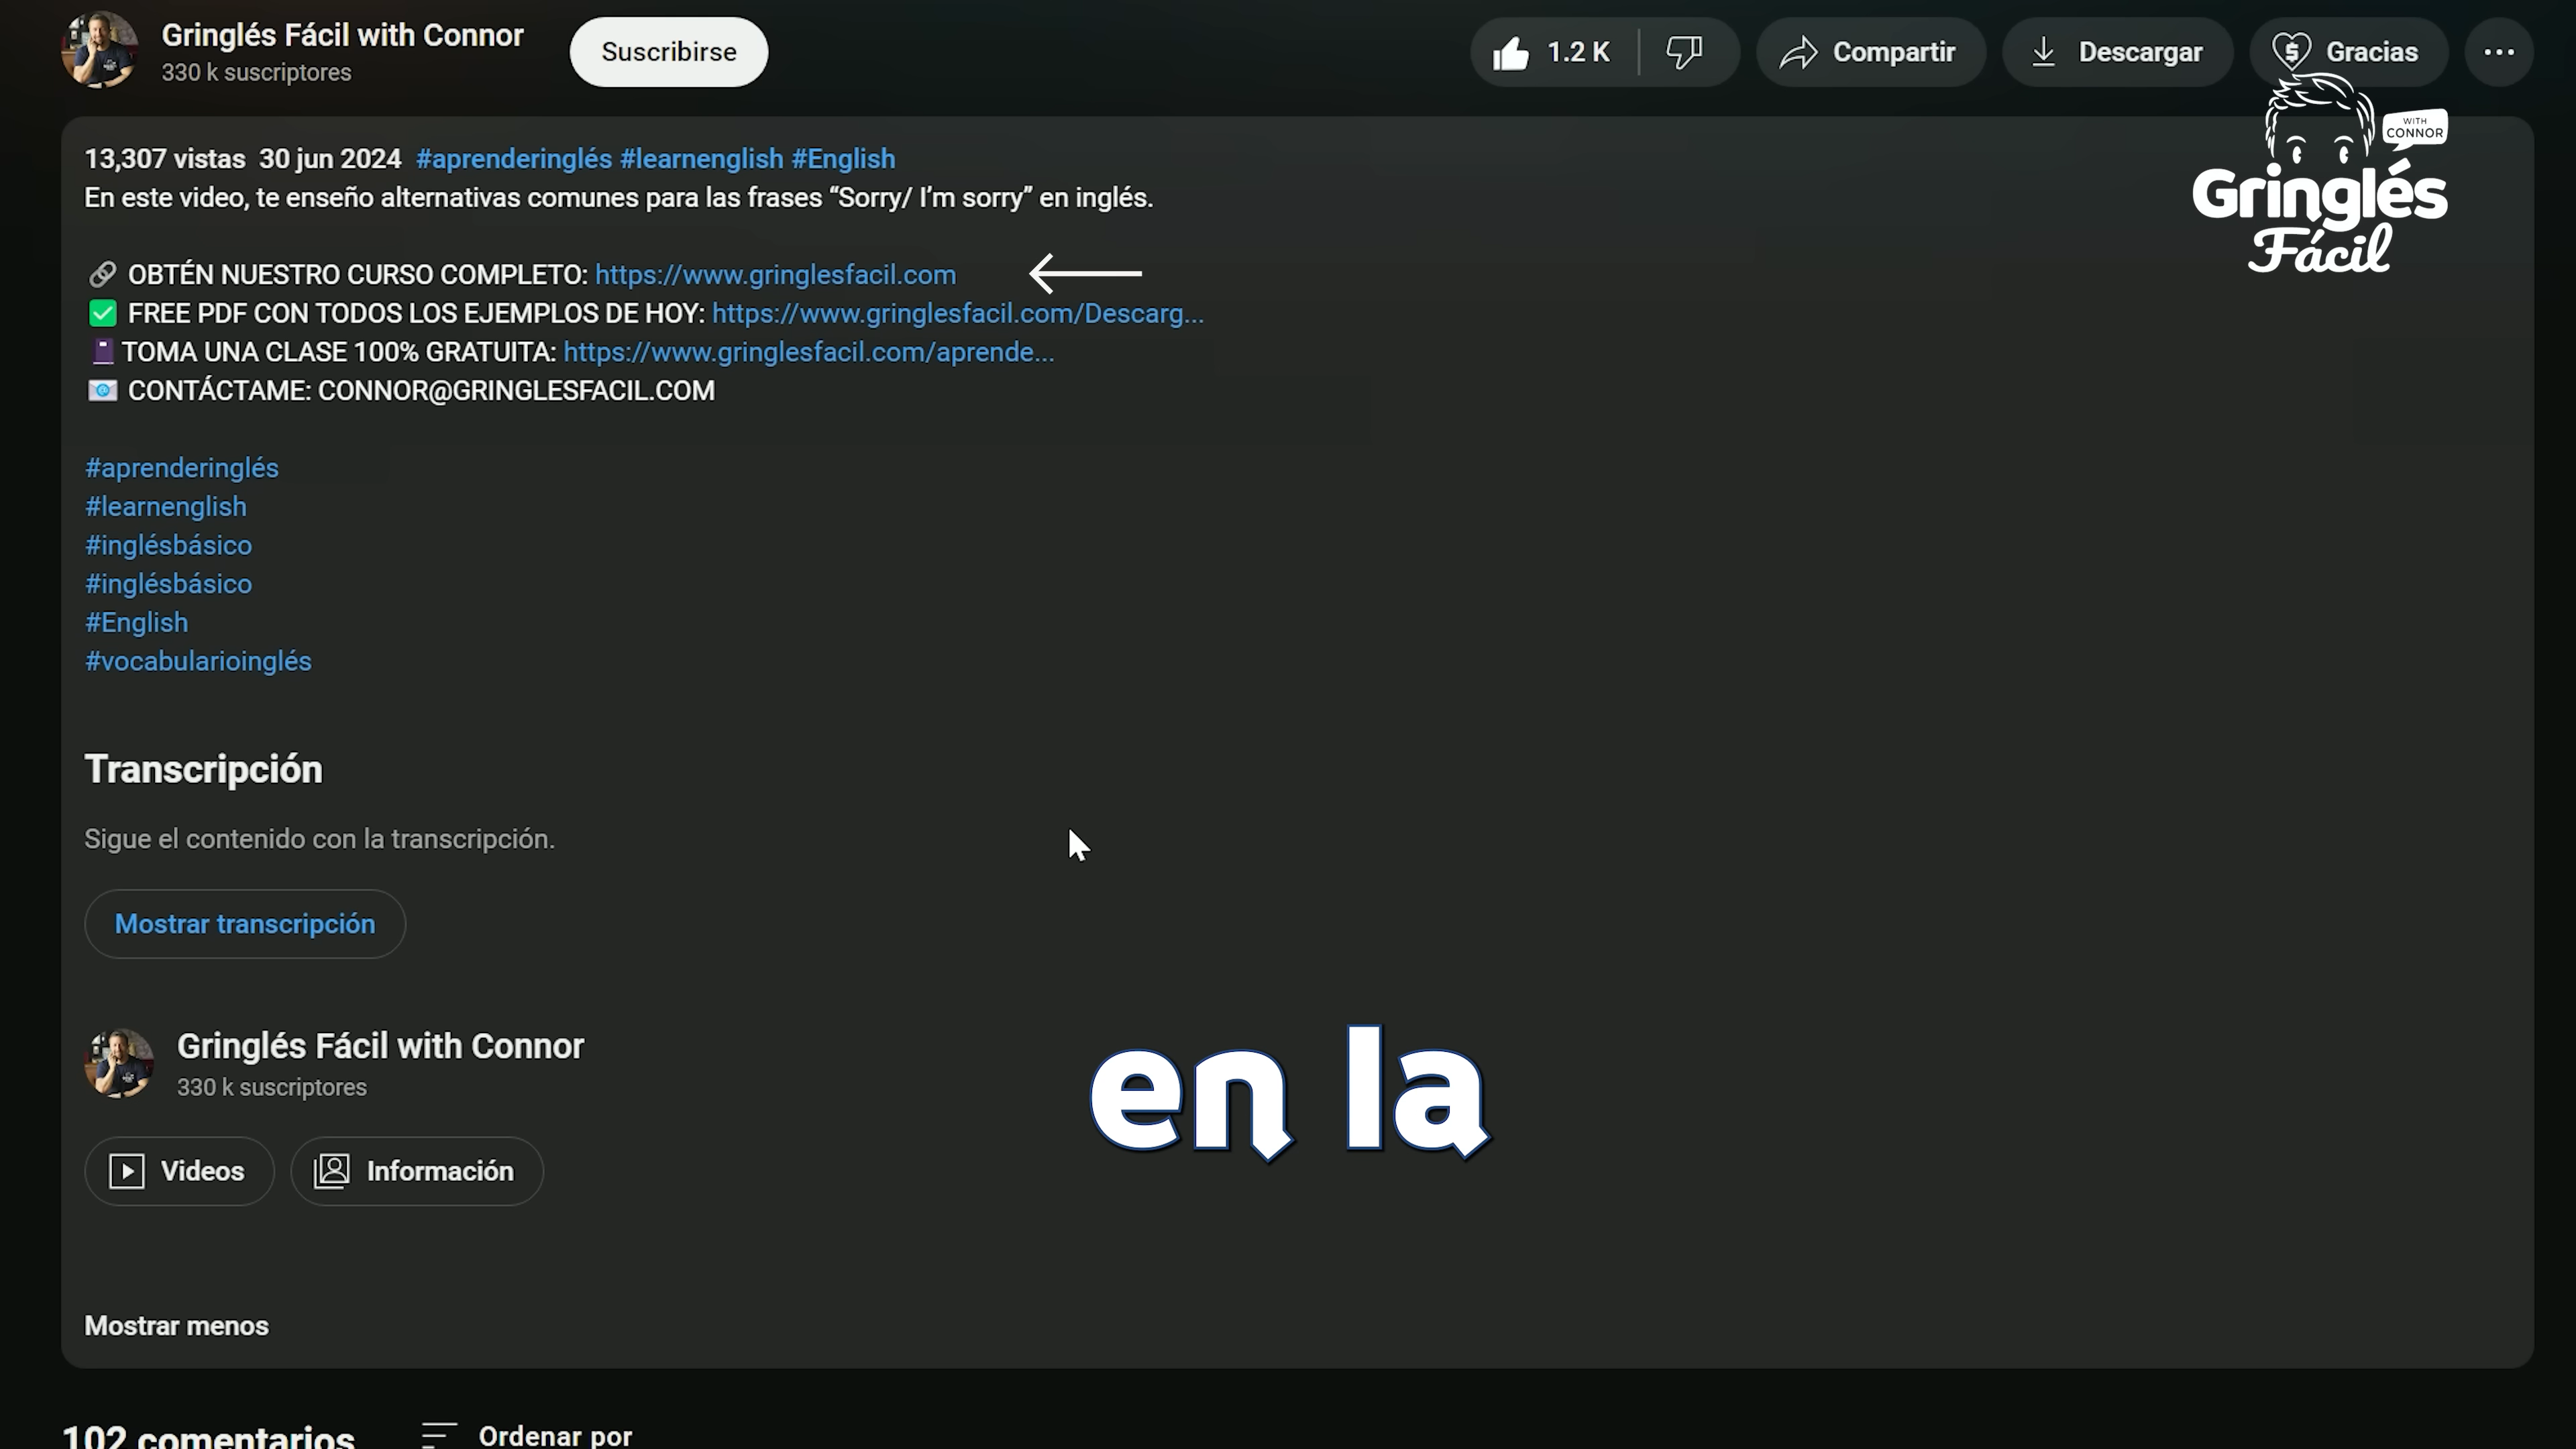 Gringlés Fácil with Connor
330 k suscriptores
Suscribirse
1.2 K
Compartir
Descargar
Gracias
WITH
CONNOR
Gringlés
Fácil
13,307 vistas 30 jun 2024 #aprenderinglés #learnenglish #English
En este video, te enseño alternativas comunes para las frases “Sorry/ I’m sorry” en inglés.
OBTÉN NUESTRO CURSO COMPLETO: https://www.gringlesfacil.com
FREE PDF CON TODOS LOS EJEMPLOS DE HOY: https://www.gringlesfacil.com/Descarg...
TOMA UNA CLASE 100% GRATUITA: https://www.gringlesfacil.com/aprende...
CONTÁCTAME: CONNOR@GRINGLESFACIL.COM
#aprenderinglés
#learnenglish
#inglésbásico
#inglésbásico
#English
#vocabularioinglés
Transcripción
Sigue el contenido con la transcripción.
Mostrar transcripción
Gringlés Fácil with Connor
330 k suscriptores
en la
Videos
Información
Mostrar menos
102 comentarios
Ordenar por